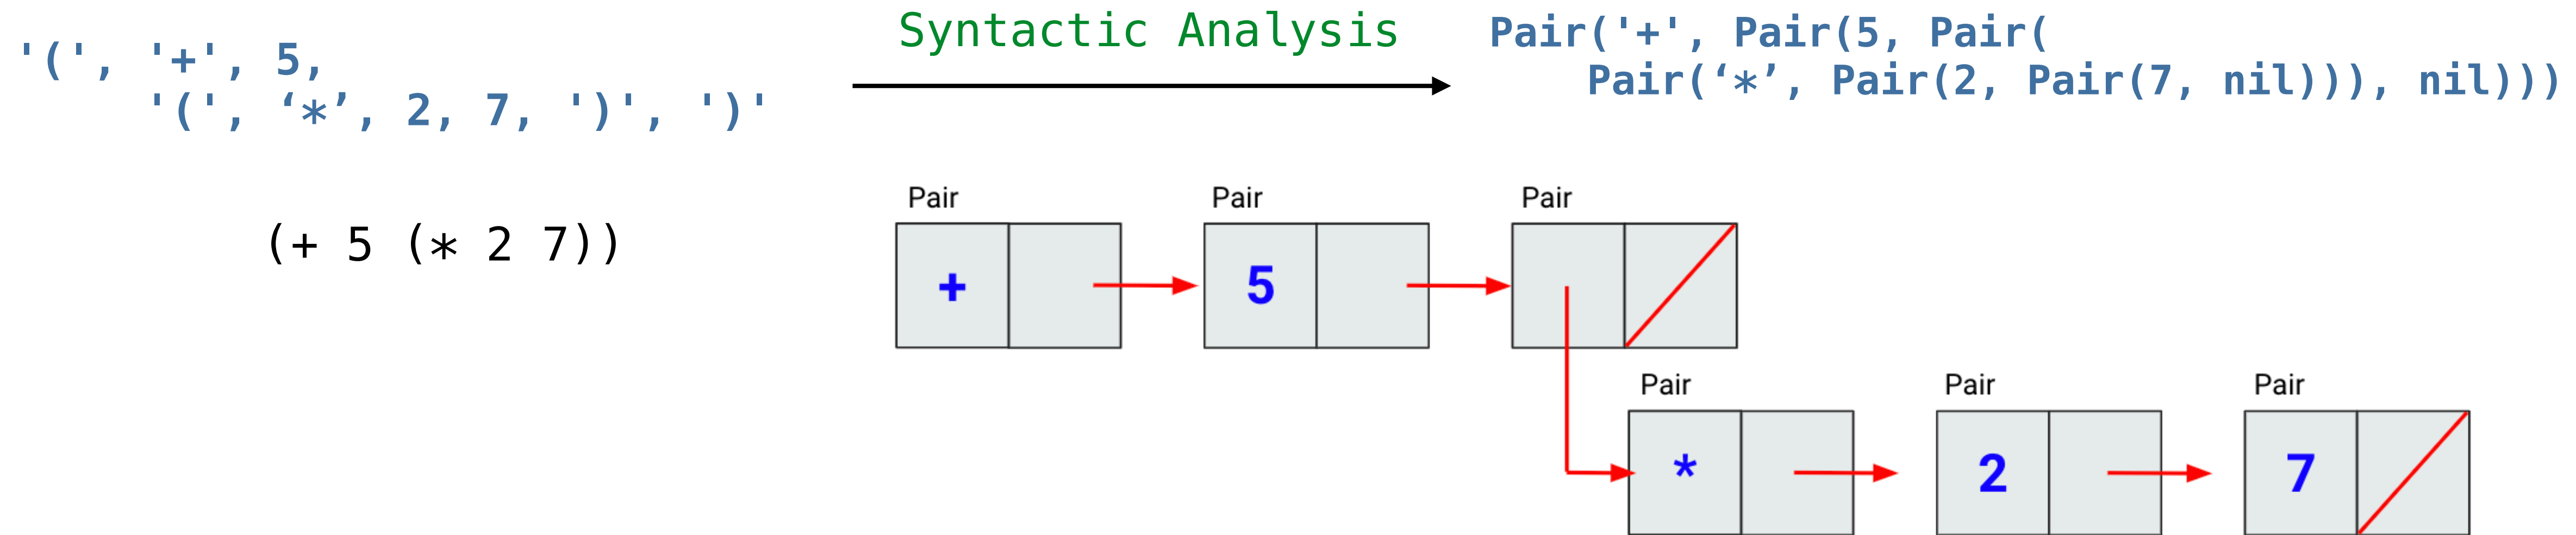 '(', '+', 5,
'(', ‘*’, 2, 7, ')', ')'
Syntactic Analysis
Pair('+', Pair(5, Pair(
Pair(‘*’, Pair(2, Pair(7, nil))), nil)))
(+ 5 (* 2 7))
Pair
Pair
Pair
+
5
Pair
Pair
Pair
*
2
7